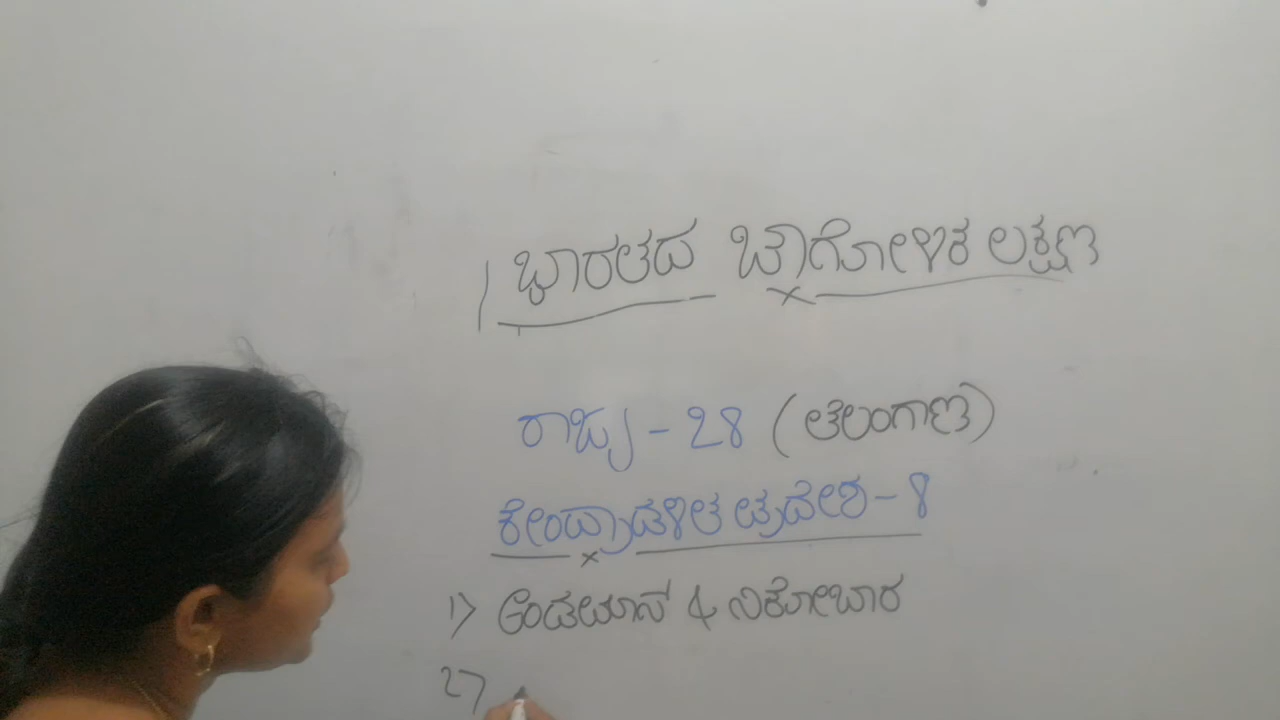 ಭಾರತದ ಭೌಗೋಳಿಕ ಲಕ್ಷಣ
ರಾಜ್ಯ - 28 (ತೆಲಂಗಾಣ)
ಕೇಂದ್ರಾಡಳಿತ ಪ್ರದೇಶ - 8
1) ಅಂಡಮಾನ್ & ನಿಕೋಬಾರ
2)